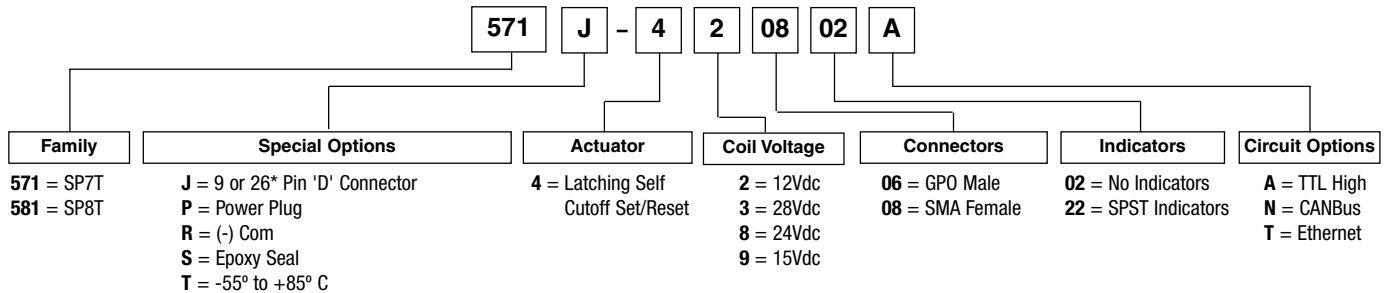 571 J - 4 2 08 02 A
Family
571 = SP7T
581 = SP8T
Special Options
J = 9 or 26* Pin 'D' Connector
P = Power Plug
R = (-) Com
S = Epoxy Seal
T = -55º to +85º C
Actuator
4 = Latching Self
Cutoff Set/Reset
Coil Voltage
2 = 12Vdc
3 = 28Vdc
8 = 24Vdc
9 = 15Vdc
Connectors
06 = GPO Male
08 = SMA Female
Indicators
02 = No Indicators
22 = SPST Indicators
Circuit Options
A = TTL High
N = CANBus
T = Ethernet